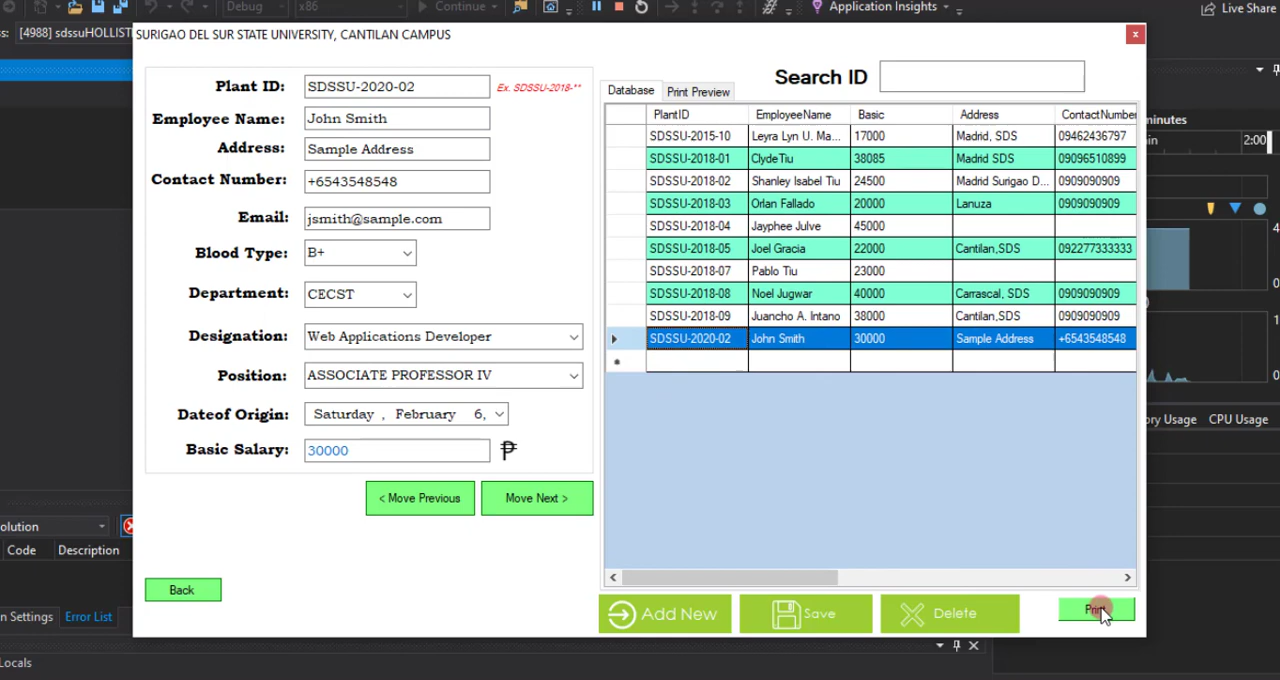 Debug
x86
Continue
Application Insights
Live Share
ss: [4988] sdssuHOLLIST
SURIGAO DEL SUR STATE UNIVERSITY, CANTILAN CAMPUS
x
Plant ID: SDSSU-2020-02 Ex. SDSSU-2018-**
Employee Name: John Smith
Address: Sample Address
Contact Number: +6543548548
Email: jsmith@sample.com
Blood Type: B+
Department: CECST
Designation: Web Applications Developer
Position: ASSOCIATE PROFESSOR IV
Dateof Origin: Saturday , February 6,
Basic Salary: 30000 ₱
< Move Previous
Move Next >
Back
Search ID
Database
Print Preview
PlantID EmployeeName Basic Address ContactNumber
SDSSU-2015-10 Leyra Lyn U. Ma... 17000 Madrid, SDS 09462436797
SDSSU-2018-01 ClydeTiu 38085 Madrid SDS 09096510899
SDSSU-2018-02 Shanley Isabel Tiu 24500 Madrid Surigao D... 0909090909
SDSSU-2018-03 Orlan Fallado 20000 Lanuza 0909090909
SDSSU-2018-04 Jayphee Julve 45000
SDSSU-2018-05 Joel Gracia 22000 Cantilan,SDS 092277333333
SDSSU-2018-07 Pablo Tiu 23000
SDSSU-2018-08 Noel Jugwar 40000 Carrascal, SDS 0909090909
SDSSU-2018-09 Juancho A. Intano 38000 Cantilan,SDS 0909090909
SDSSU-2020-02 John Smith 30000 Sample Address +6543548548
Add New
Save
Delete
Print
minutes
in 2:00
4
0
1
0
ory Usage CPU Usage
olution
Code Description
n Settings Error List
Locals